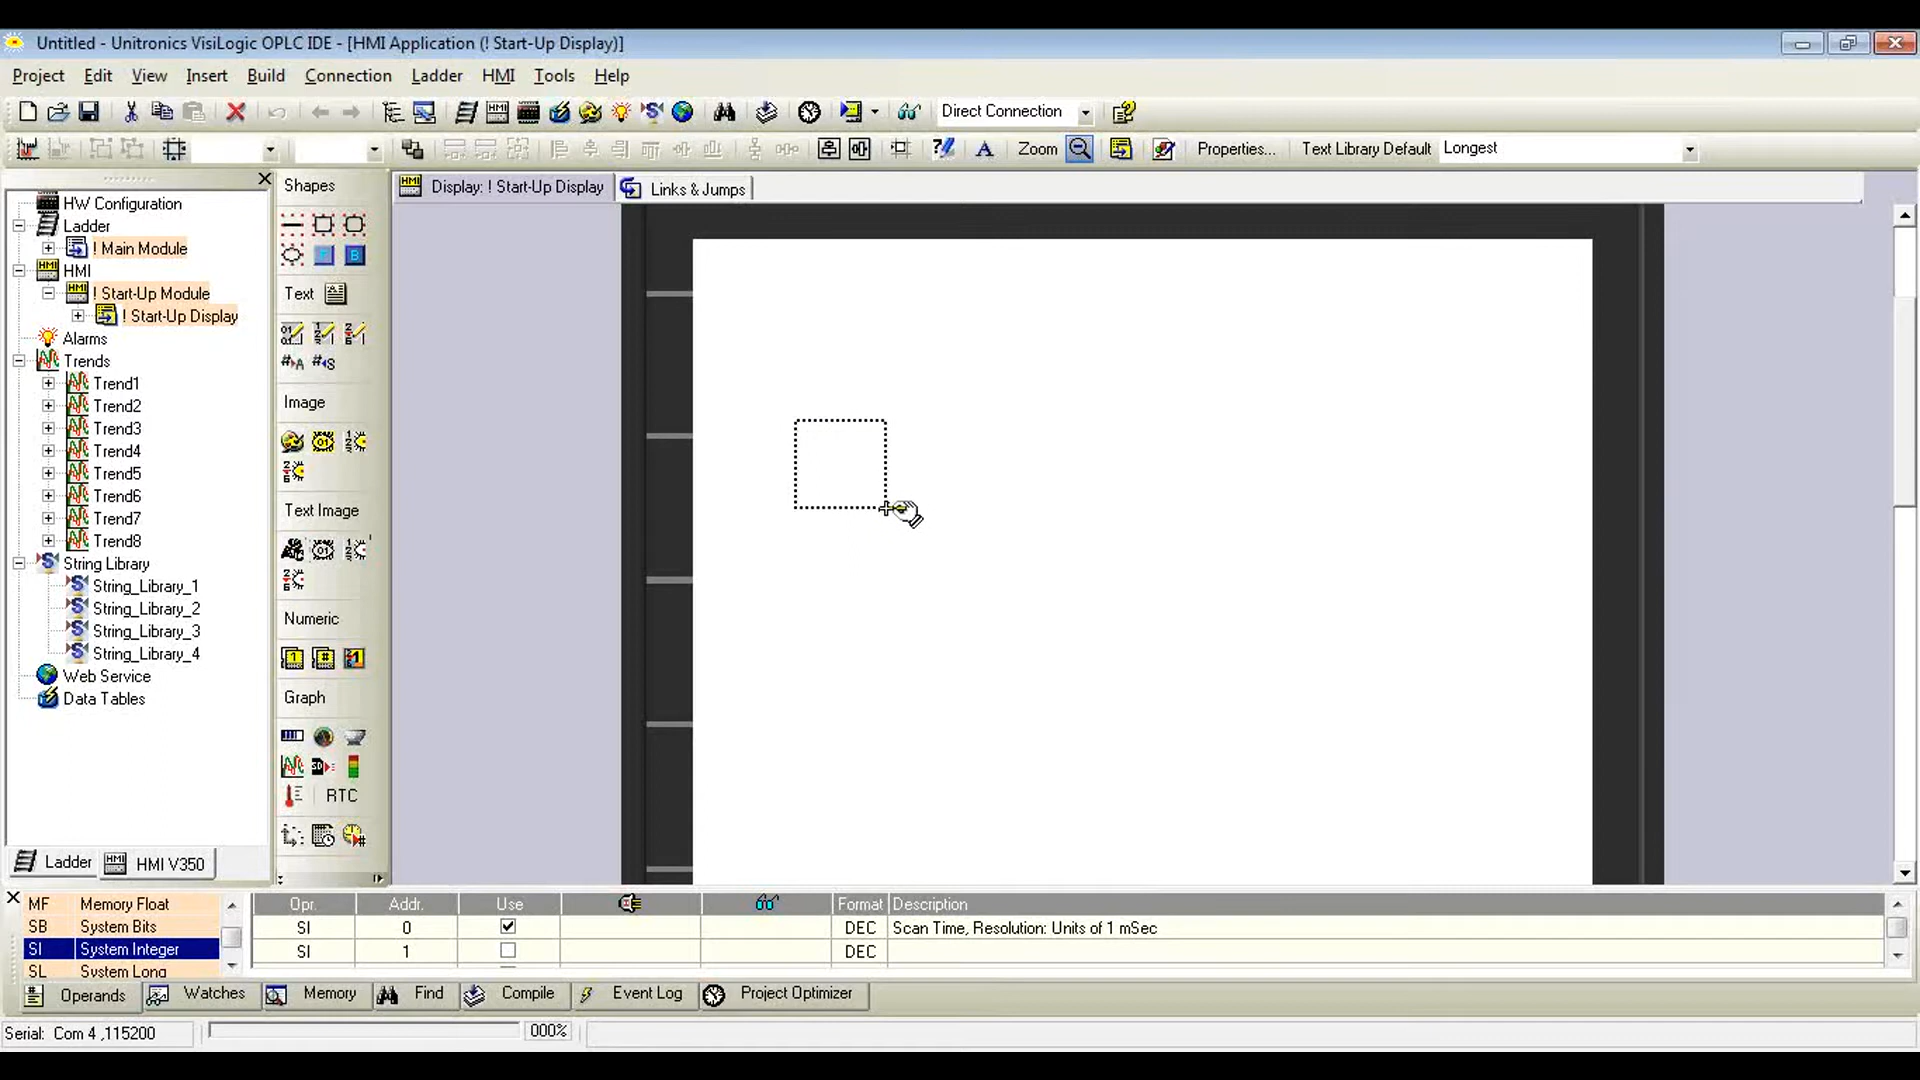 Untitled - Unitronics VisiLogic OPLC IDE - [HMI Application (! Start-Up Display)]
Project Edit View Insert Build Connection Ladder HMI Tools Help
Direct Connection
Zoom Properties... Text Library Default Longest
HW Configuration
Ladder
! Main Module
HMI
! Start-Up Module
! Start-Up Display
Alarms
Trends
Trend1
Trend2
Trend3
Trend4
Trend5
Trend6
Trend7
Trend8
String Library
String_Library_1
String_Library_2
String_Library_3
String_Library_4
Web Service
Data Tables
Ladder HMI V350
Shapes
Text
Image
Text Image
Numeric
Graph
RTC
Display: ! Start-Up Display Links & Jumps
Opr. Addr. Use Format Description
MF Memory Float
SB System Bits
SI System Integer
SL System Long
SI 0 DEC Scan Time, Resolution: Units of 1 mSec
SI 1 DEC
Operands Watches Memory Find Compile Event Log Project Optimizer
Serial: Com 4 ,115200 000%